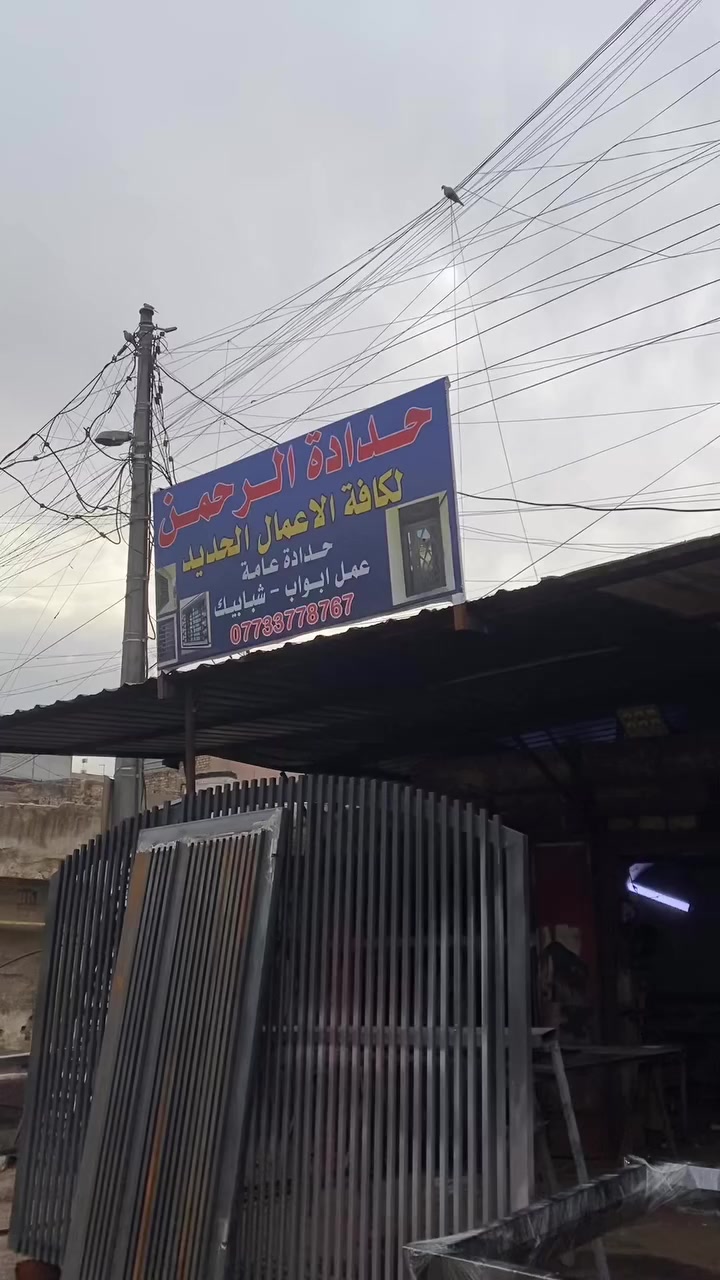 حدادة الرحمن
لكافة الاعمال الحديد
حدادة عامة
عمل ابواب - شبابيك
07733778767